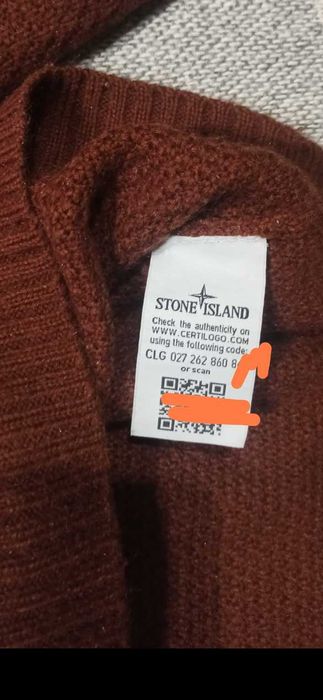 STONE ISLAND
Check the authenticity on
WWW.CERTILOGO.COM
using the following code:
CLG 027 262 860 8
or scan